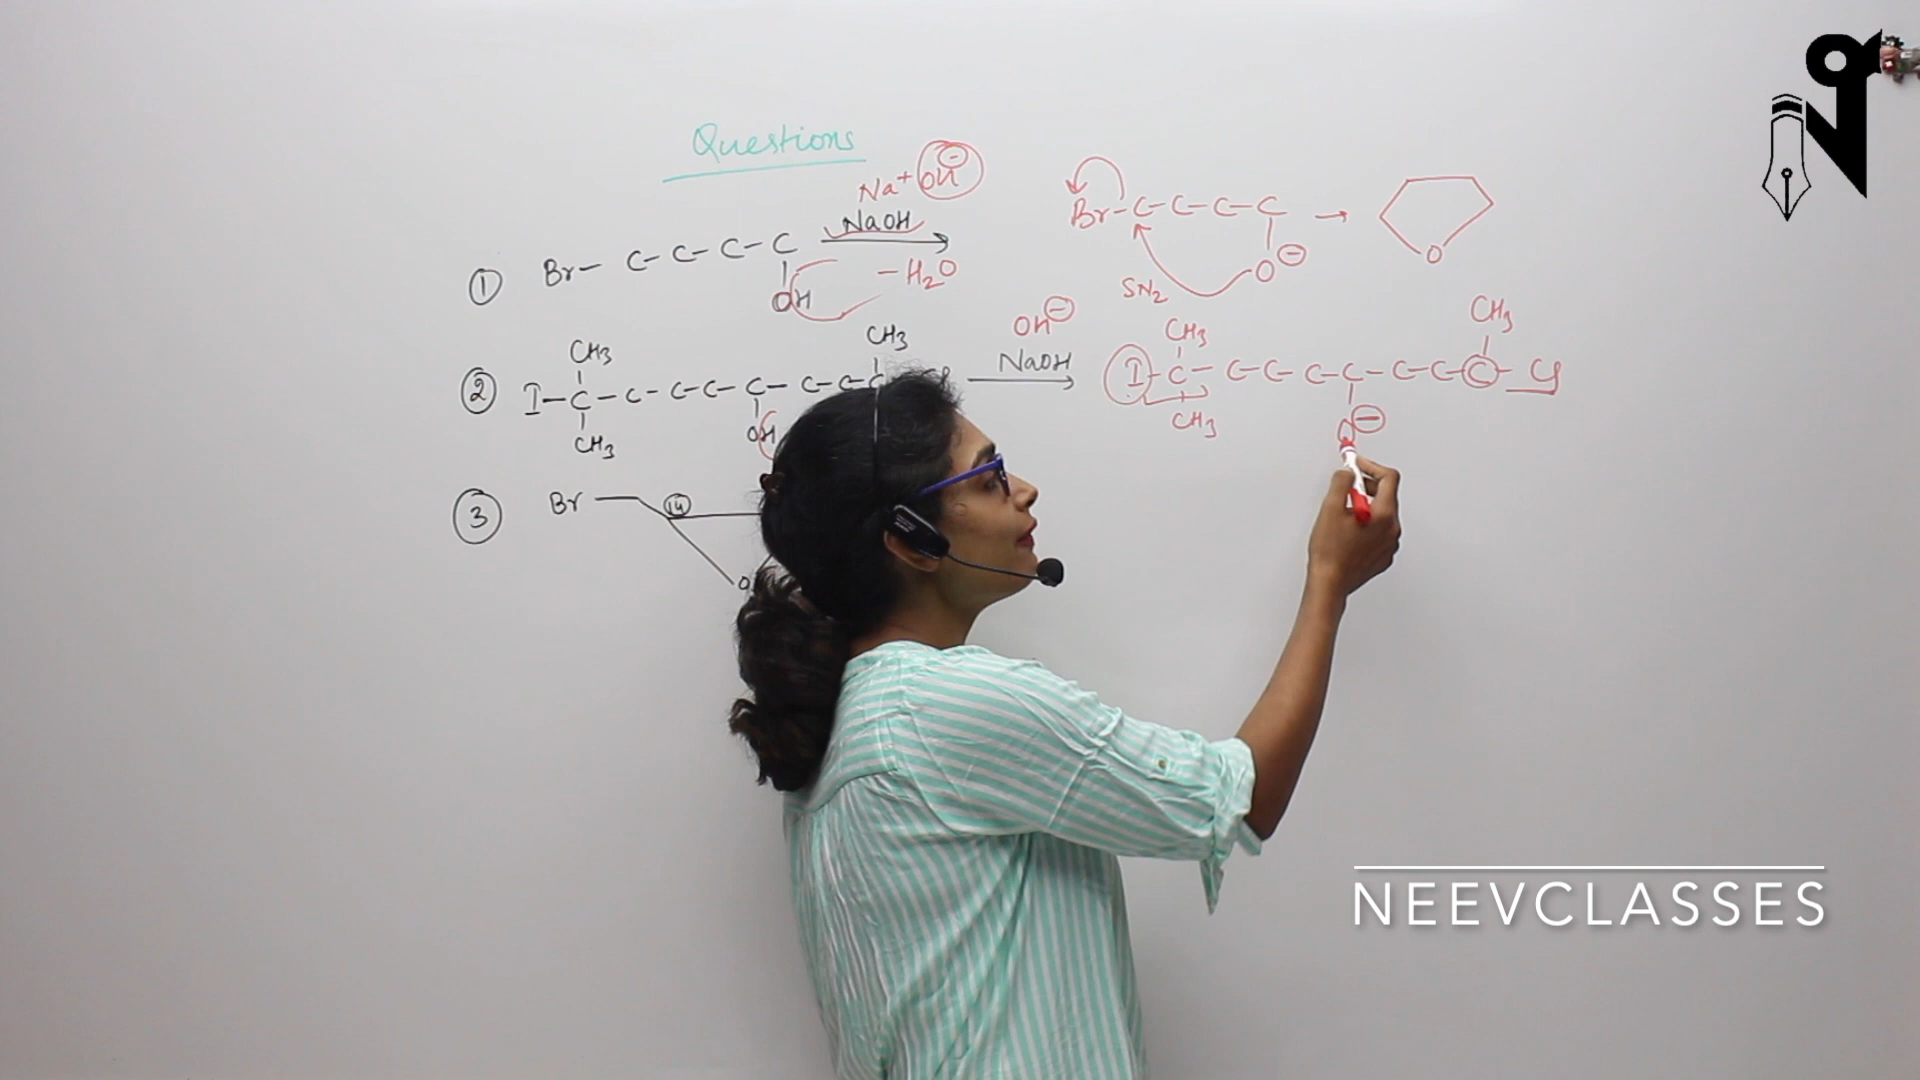 Questions
Na⁺ OH⁻
① Br– C– C– C– C NaOH
OH
– H₂O
Br–C–C–C–C →
O⁻
SN₂
O
CH₃ CH₃
② I–C–C–C–C–C–C–C–C
CH₃
OH
OH⁻
NaOH
CH₃ CH₃
I–C–C–C–C–C–C–C–C–Cl
CH₃
O⁻
③ Br 14
O
NEEVCLASSES